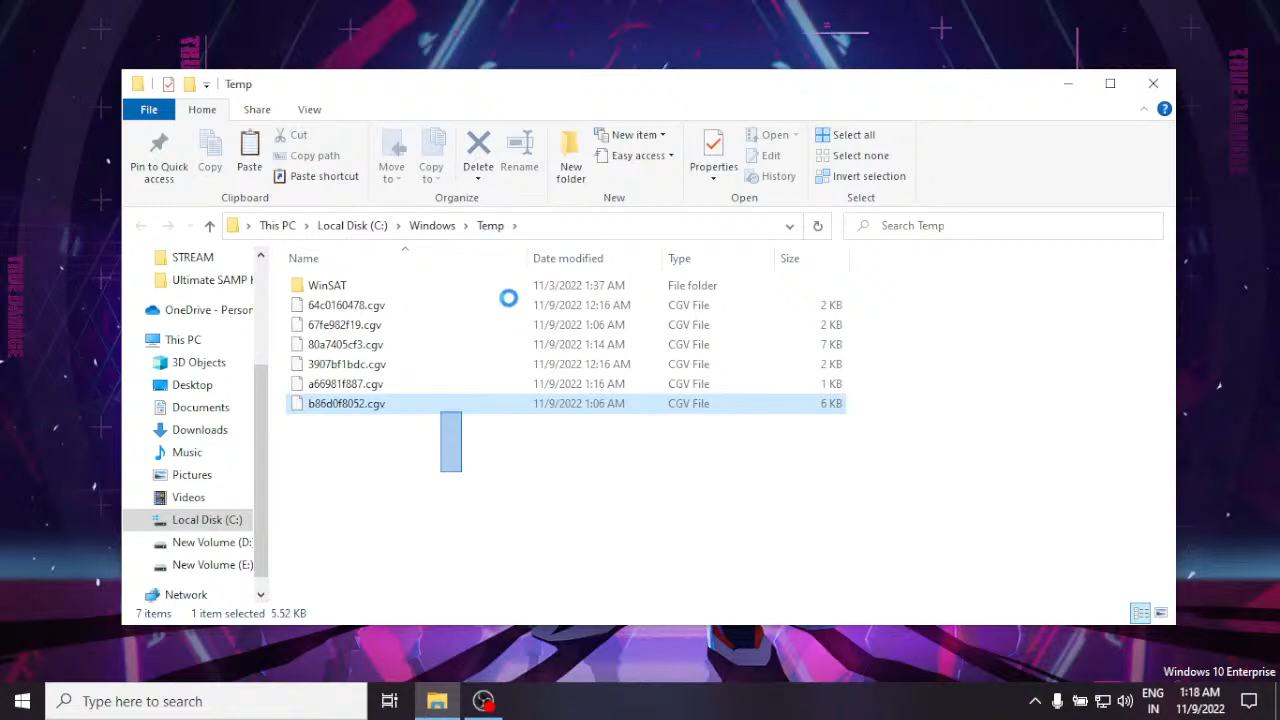 TRUE DAMAGE
TRUE DAMAGE
TRUE DAMAGE
Temp
File
Home
Share
View
Pin to Quick access
Copy
Paste
Cut
Copy path
Paste shortcut
Clipboard
Move to
Copy to
Delete
Rename
Organize
New folder
New item
Easy access
New
Properties
Open
Edit
History
Open
Select all
Select none
Invert selection
Select
This PC > Local Disk (C:) > Windows > Temp >
Search Temp
Name Date modified Type Size
WinSAT 11/3/2022 1:37 AM File folder
64c0160478.cgv 11/9/2022 12:16 AM CGV File 2 KB
67fe982f19.cgv 11/9/2022 1:06 AM CGV File 2 KB
80a7405cf3.cgv 11/9/2022 1:14 AM CGV File 7 KB
3907bf1bdc.cgv 11/9/2022 12:16 AM CGV File 2 KB
a66981f887.cgv 11/9/2022 1:16 AM CGV File 1 KB
b86d0f8052.cgv 11/9/2022 1:06 AM CGV File 6 KB
STREAM
Ultimate SAMP
OneDrive - Person
This PC
3D Objects
Desktop
Documents
Downloads
Music
Pictures
Videos
Local Disk (C:)
New Volume (D:
New Volume (E:)
Network
7 items 1 item selected 5.52 KB
Windows 10 Enterprise
Type here to search
ENG
IN
1:18 AM
11/9/2022